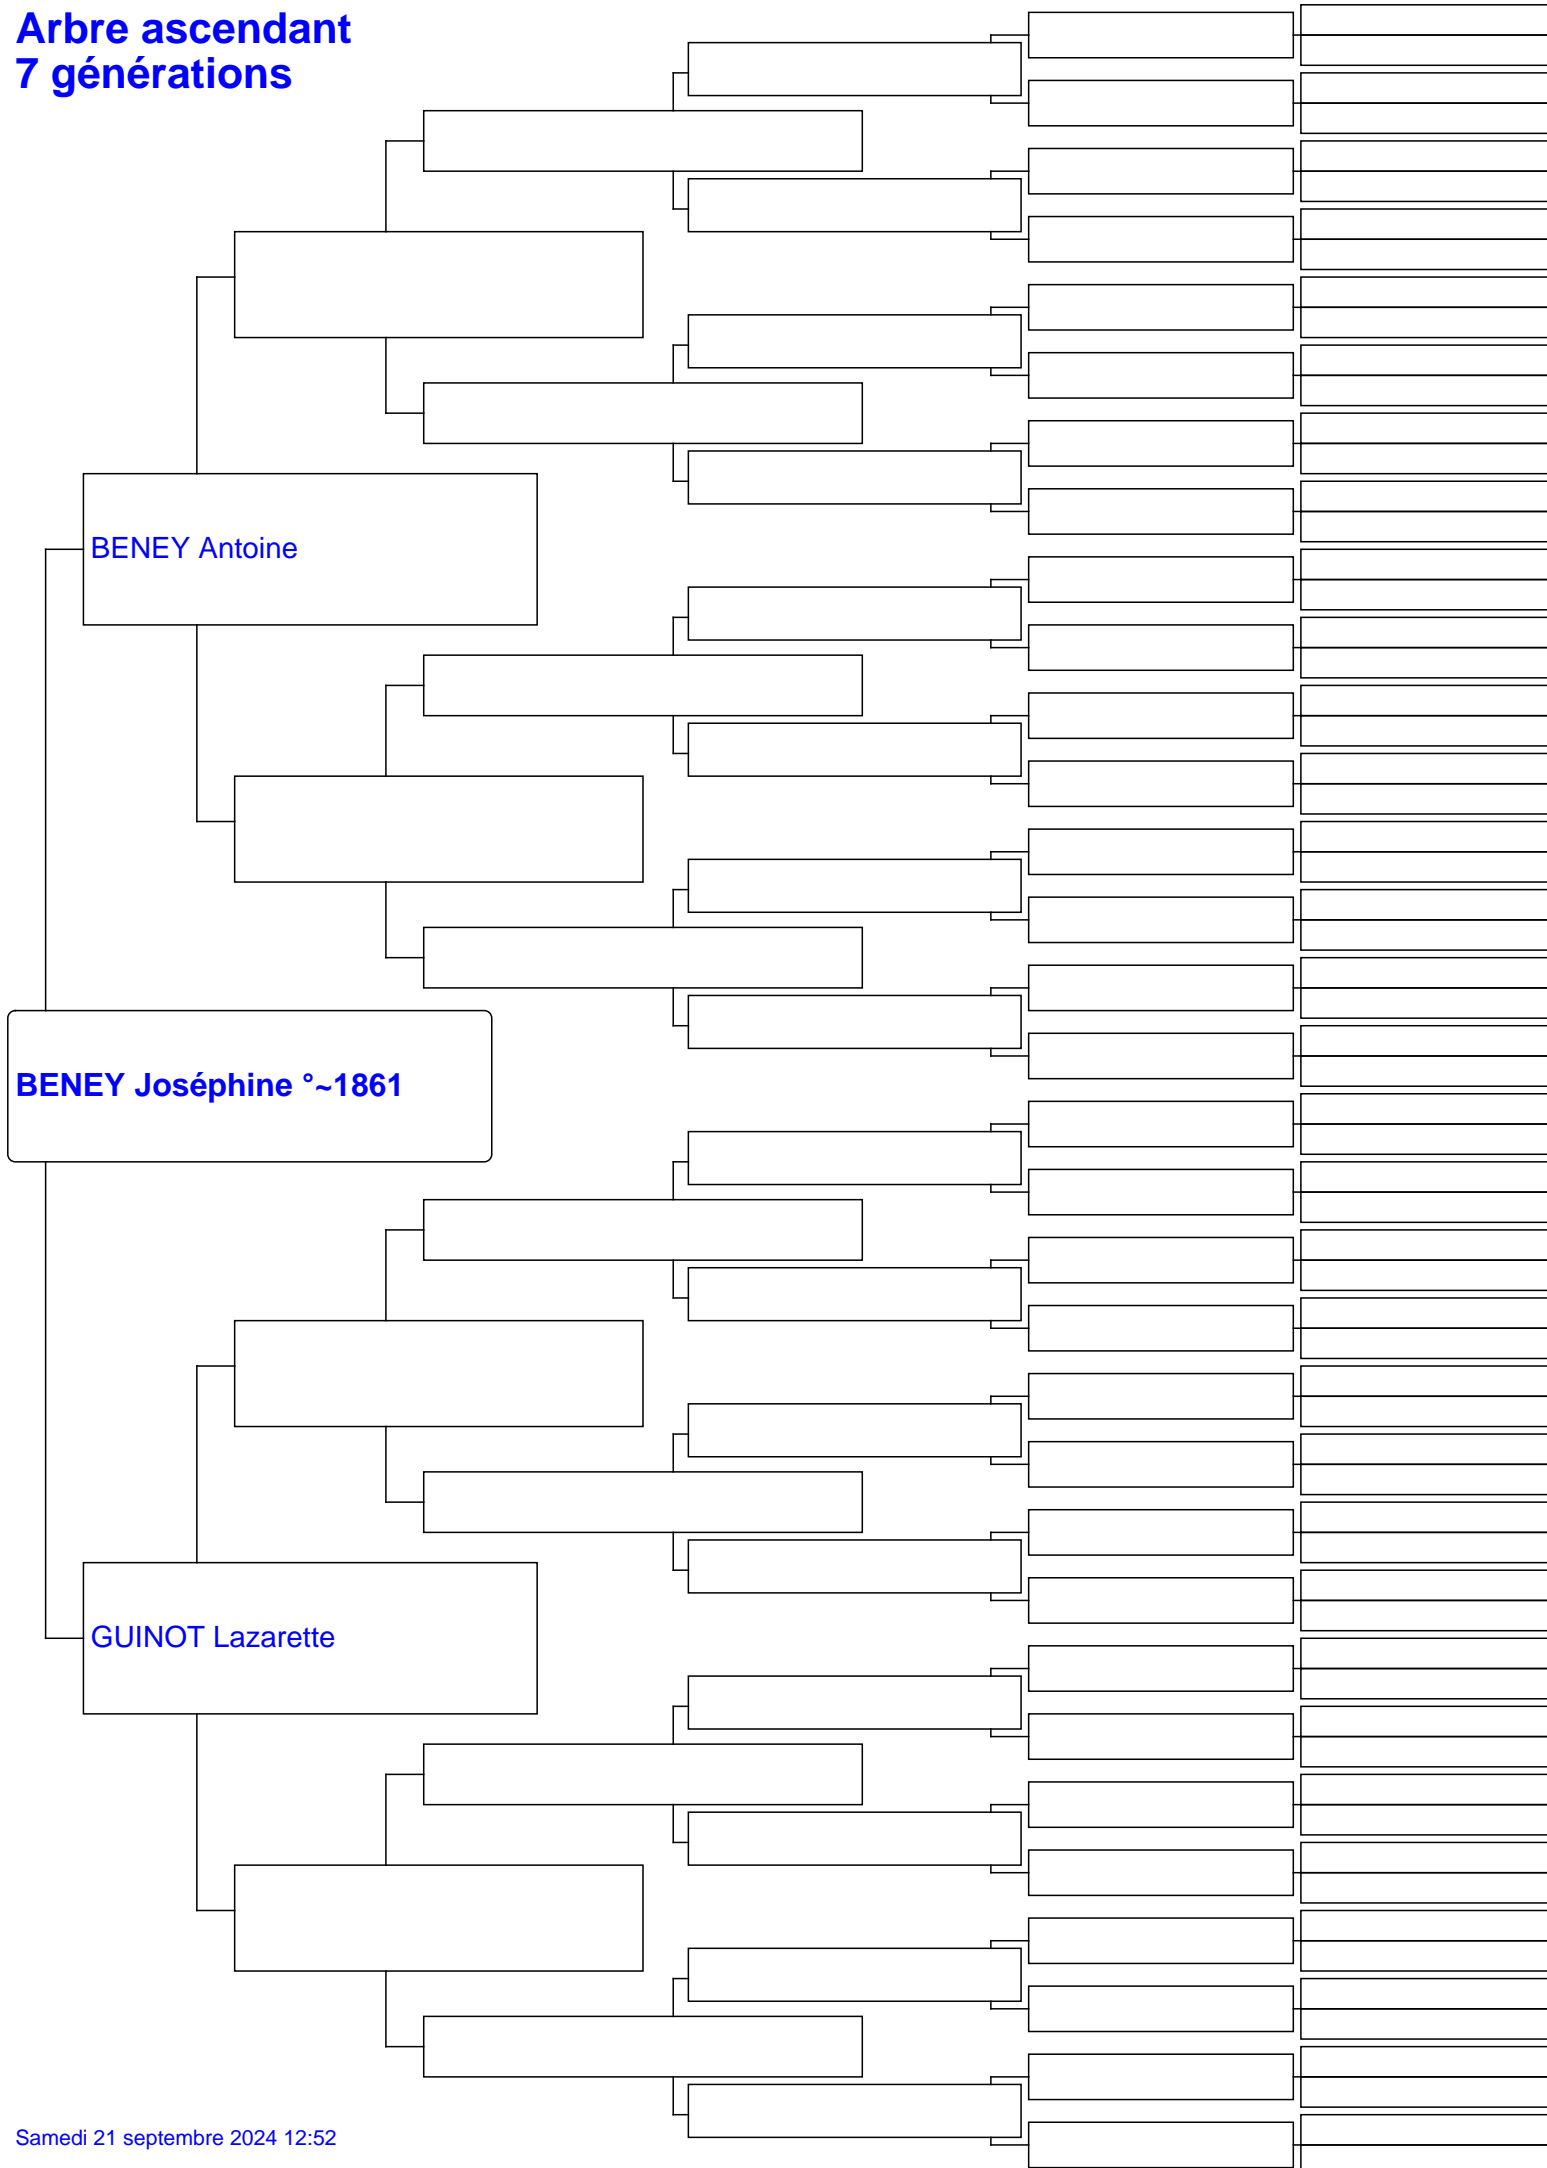 Arbre ascendant
7 générations
BENEY Antoine
BENEY Joséphine °~1861
GUINOT Lazarette
Samedi 21 septembre 2024 12:52